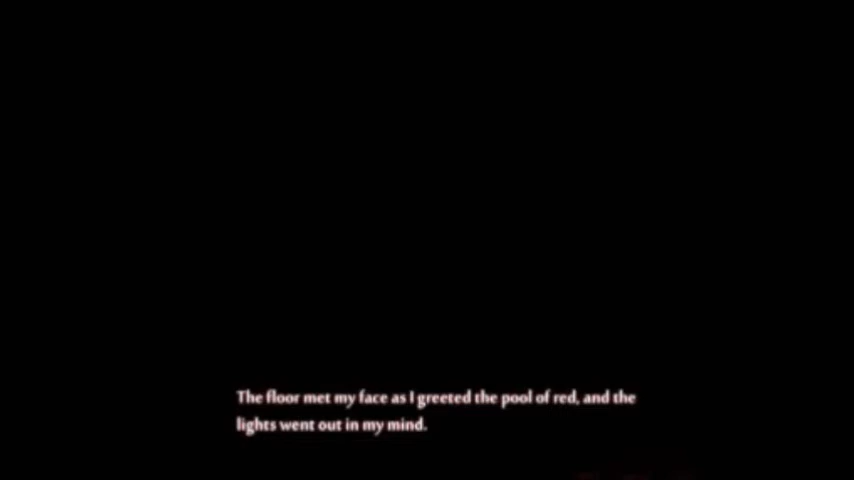 The floor met my face as I greeted the pool of red, and the
lights went out in my mind.